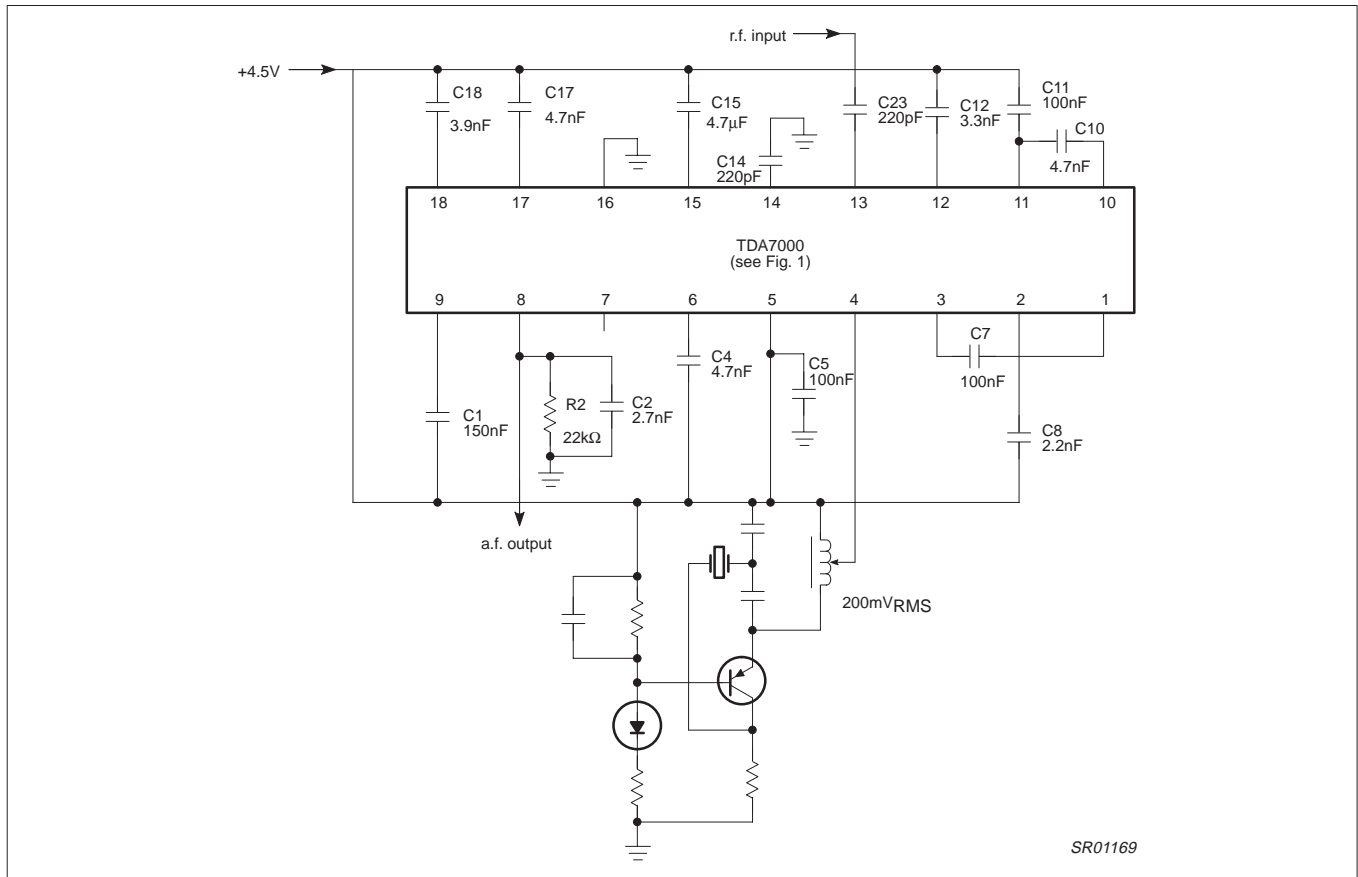 r.f. input
+4.5V
C18
3.9nF
C17
4.7nF
C15
4.7µF
C14
220pF
C23
220pF
C12
3.3nF
C11
100nF
C10
4.7nF
18 17 16 15 14 13 12 11 10
TDA7000
(see Fig. 1)
9 8 7 6 5 4 3 2 1
C7
100nF
C4
4.7nF
C5
100nF
R2
22kΩ
C2
2.7nF
C1
150nF
C8
2.2nF
a.f. output
200mVRMS
SR01169